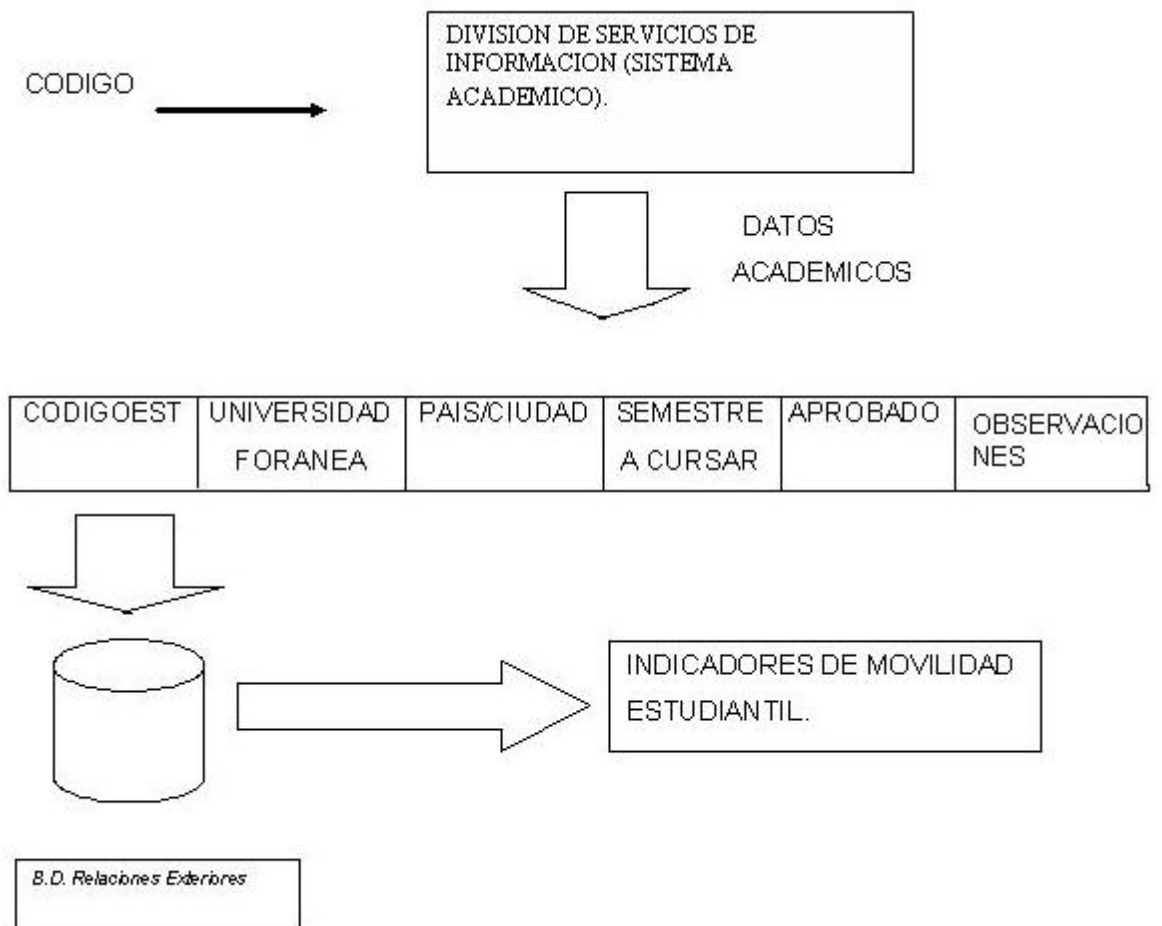 CODIGO
DIVISION DE SERVICIOS DE
INFORMACION (SISTEMA
ACADEMICO).
DATOS
ACADEMICOS
CODIGOEST
UNIVERSIDAD
FORANEA
PAIS/CIUDAD
SEMESTRE
A CURSAR
APROBADO
OBSERVACIO
NES
INDICADORES DE MOVILIDAD
ESTUDIANTIL.
B.D. Relaciones Exteriores